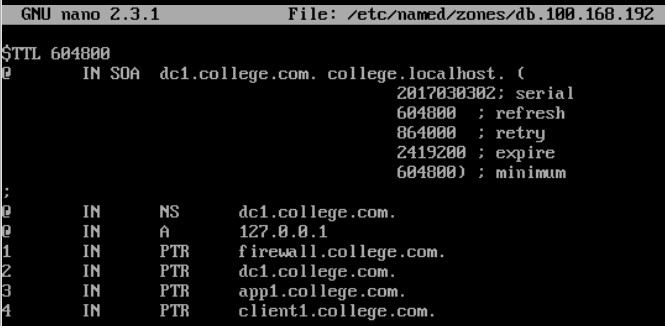 GNU nano 2.3.1 File: /etc/named/zones/db.100.168.192
$TTL 604800
@ IN SOA dc1.college.com. college.localhost. (
2017030302; serial
604800 ; refresh
864000 ; retry
2419200 ; expire
604800) ; minimum
;
@ IN NS dc1.college.com.
@ IN A 127.0.0.1
1 IN PTR firewall.college.com.
2 IN PTR dc1.college.com.
3 IN PTR app1.college.com.
4 IN PTR client1.college.com.